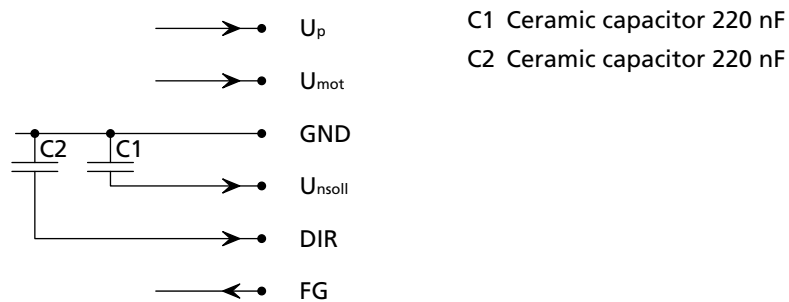 Up
Umot
GND
C2 C1
Unsoll
DIR
FG
C1 Ceramic capacitor 220 nF
C2 Ceramic capacitor 220 nF